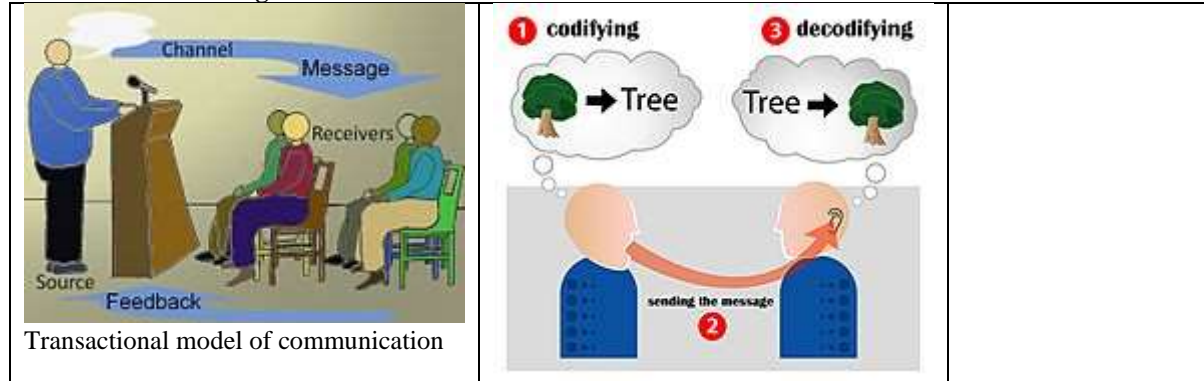 Channel
Message
Receivers
Source
Feedback
Transactional model of communication
1 codifying
3 decodifying
Tree
Tree
sending the message
2